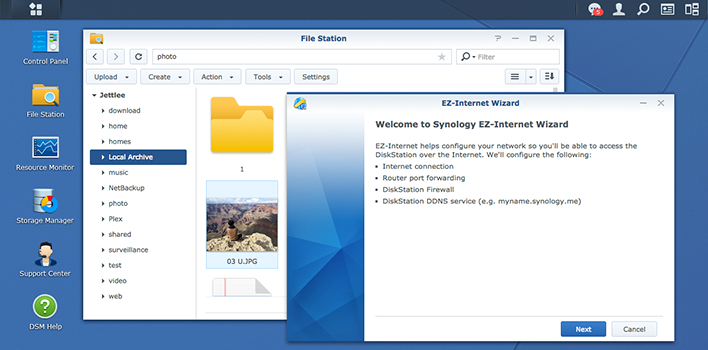 5
Control Panel
File Station
Resource Monitor
Storage Manager
Support Center
DSM Help
File Station
photo
Filter
Upload
Create
Action
Tools
Settings
Jettlee
download
home
homes
Local Archive
music
NetBackup
photo
Plex
shared
surveillance
test
video
web
1
03 U.JPG
EZ-Internet Wizard
Welcome to Synology EZ-Internet Wizard
EZ-Internet helps configure your network so you'll be able to access the
DiskStation over the Internet. We'll configure the following:
• Internet connection
• Router port forwarding
• DiskStation Firewall
• DiskStation DDNS service (e.g. myname.synology.me)
Next
Cancel